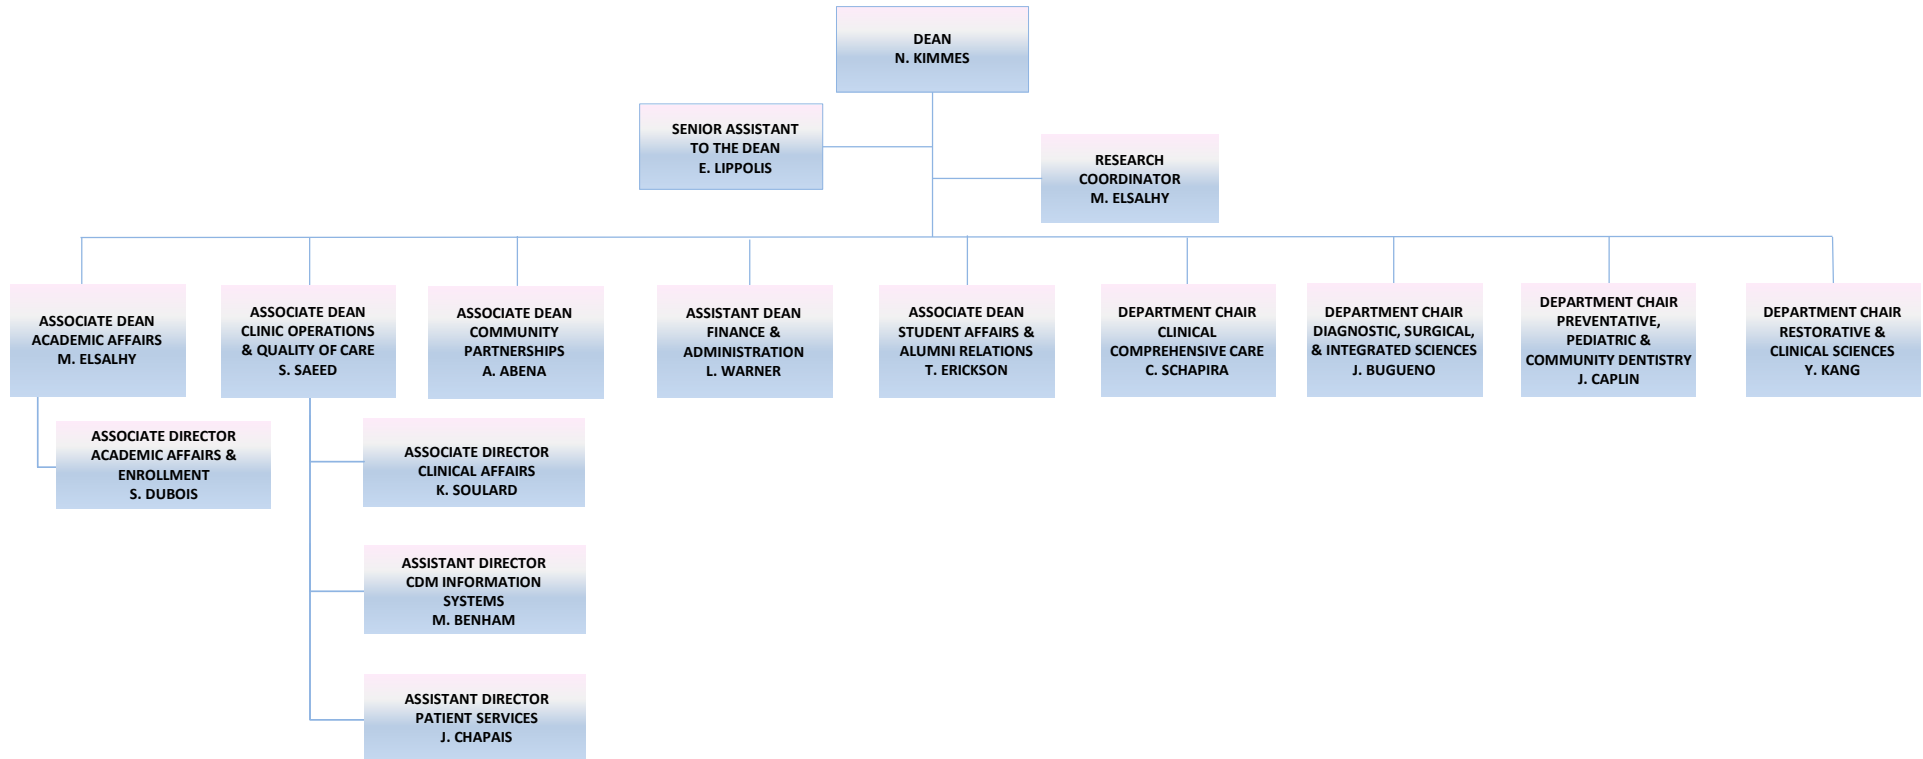 DEAN
N. KIMMES
SENIOR ASSISTANT
TO THE DEAN
E. LIPPOLIS
RESEARCH
COORDINATOR
M. ELSALHY
ASSOCIATE DEAN
ACADEMIC AFFAIRS
M. ELSALHY
ASSOCIATE DEAN
CLINIC OPERATIONS
& QUALITY OF CARE
S. SAEED
ASSOCIATE DEAN
COMMUNITY
PARTNERSHIPS
A. ABENA
ASSISTANT DEAN
FINANCE &
ADMINISTRATION
L. WARNER
ASSOCIATE DEAN
STUDENT AFFAIRS &
ALUMNI RELATIONS
T. ERICKSON
DEPARTMENT CHAIR
CLINICAL
COMPREHENSIVE CARE
C. SCHAPIRA
DEPARTMENT CHAIR
DIAGNOSTIC, SURGICAL,
& INTEGRATED SCIENCES
J. BUGUENO
DEPARTMENT CHAIR
PREVENTATIVE,
PEDIATRIC &
COMMUNITY DENTISTRY
J. CAPLIN
DEPARTMENT CHAIR
RESTORATIVE &
CLINICAL SCIENCES
Y. KANG
ASSOCIATE DIRECTOR
ACADEMIC AFFAIRS &
ENROLLMENT
S. DUBOIS
ASSOCIATE DIRECTOR
CLINICAL AFFAIRS
K. SOULARD
ASSISTANT DIRECTOR
CDM INFORMATION
SYSTEMS
M. BENHAM
ASSISTANT DIRECTOR
PATIENT SERVICES
J. CHAPAIS